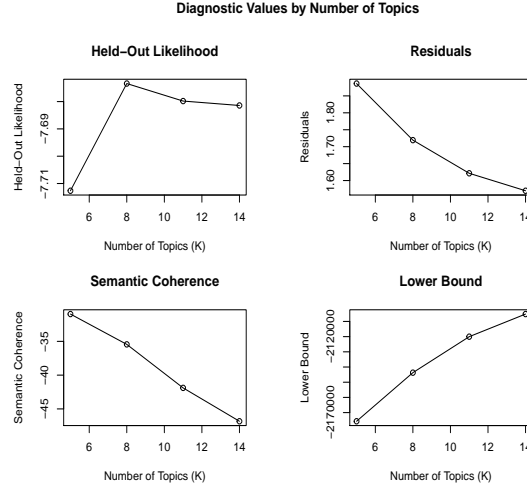 Diagnostic Values by Number of Topics
Held−Out Likelihood
Held−Out Likelihood
−7.71
−7.69
6 8 10 12 14
Number of Topics (K)
Residuals
Residuals
1.60
1.70
1.80
6 8 10 12 14
Number of Topics (K)
Semantic Coherence
Semantic Coherence
−45
−40
−35
6 8 10 12 14
Number of Topics (K)
Lower Bound
Lower Bound
−2170000
−2120000
6 8 10 12 14
Number of Topics (K)